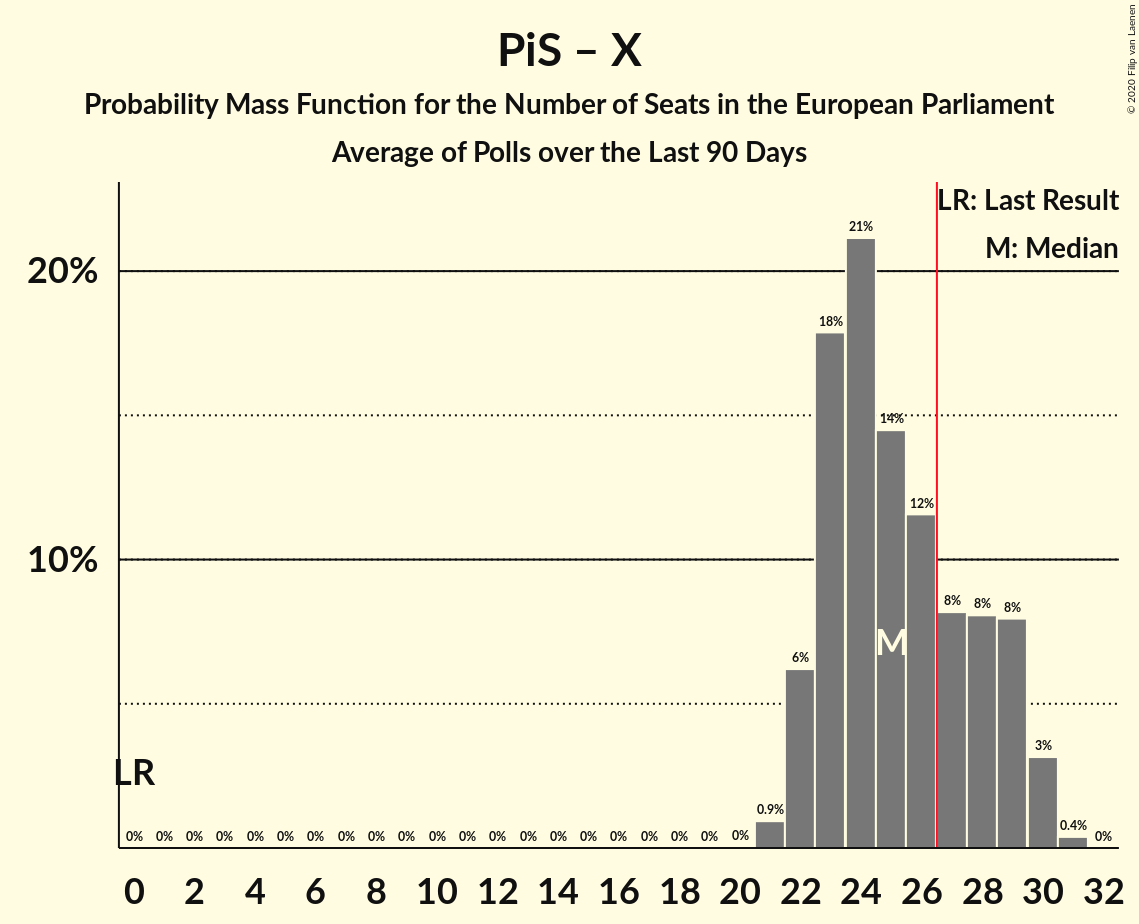 PiS – X
Probability Mass Function for the Number of Seats in the European Parliament
Average of Polls over the Last 90 Days
© 2020 Filip van Laenen
LR: Last Result
M: Median
20%
10%
21%
18%
14%
12%
8% 8% 8%
6%
M
3%
LR
0.9%
0.4%
0% 0% 0% 0% 0% 0% 0% 0% 0% 0% 0% 0% 0% 0% 0% 0% 0% 0% 0% 0% 0% 0%
0 2 4 6 8 10 12 14 16 18 20 22 24 26 28 30 32